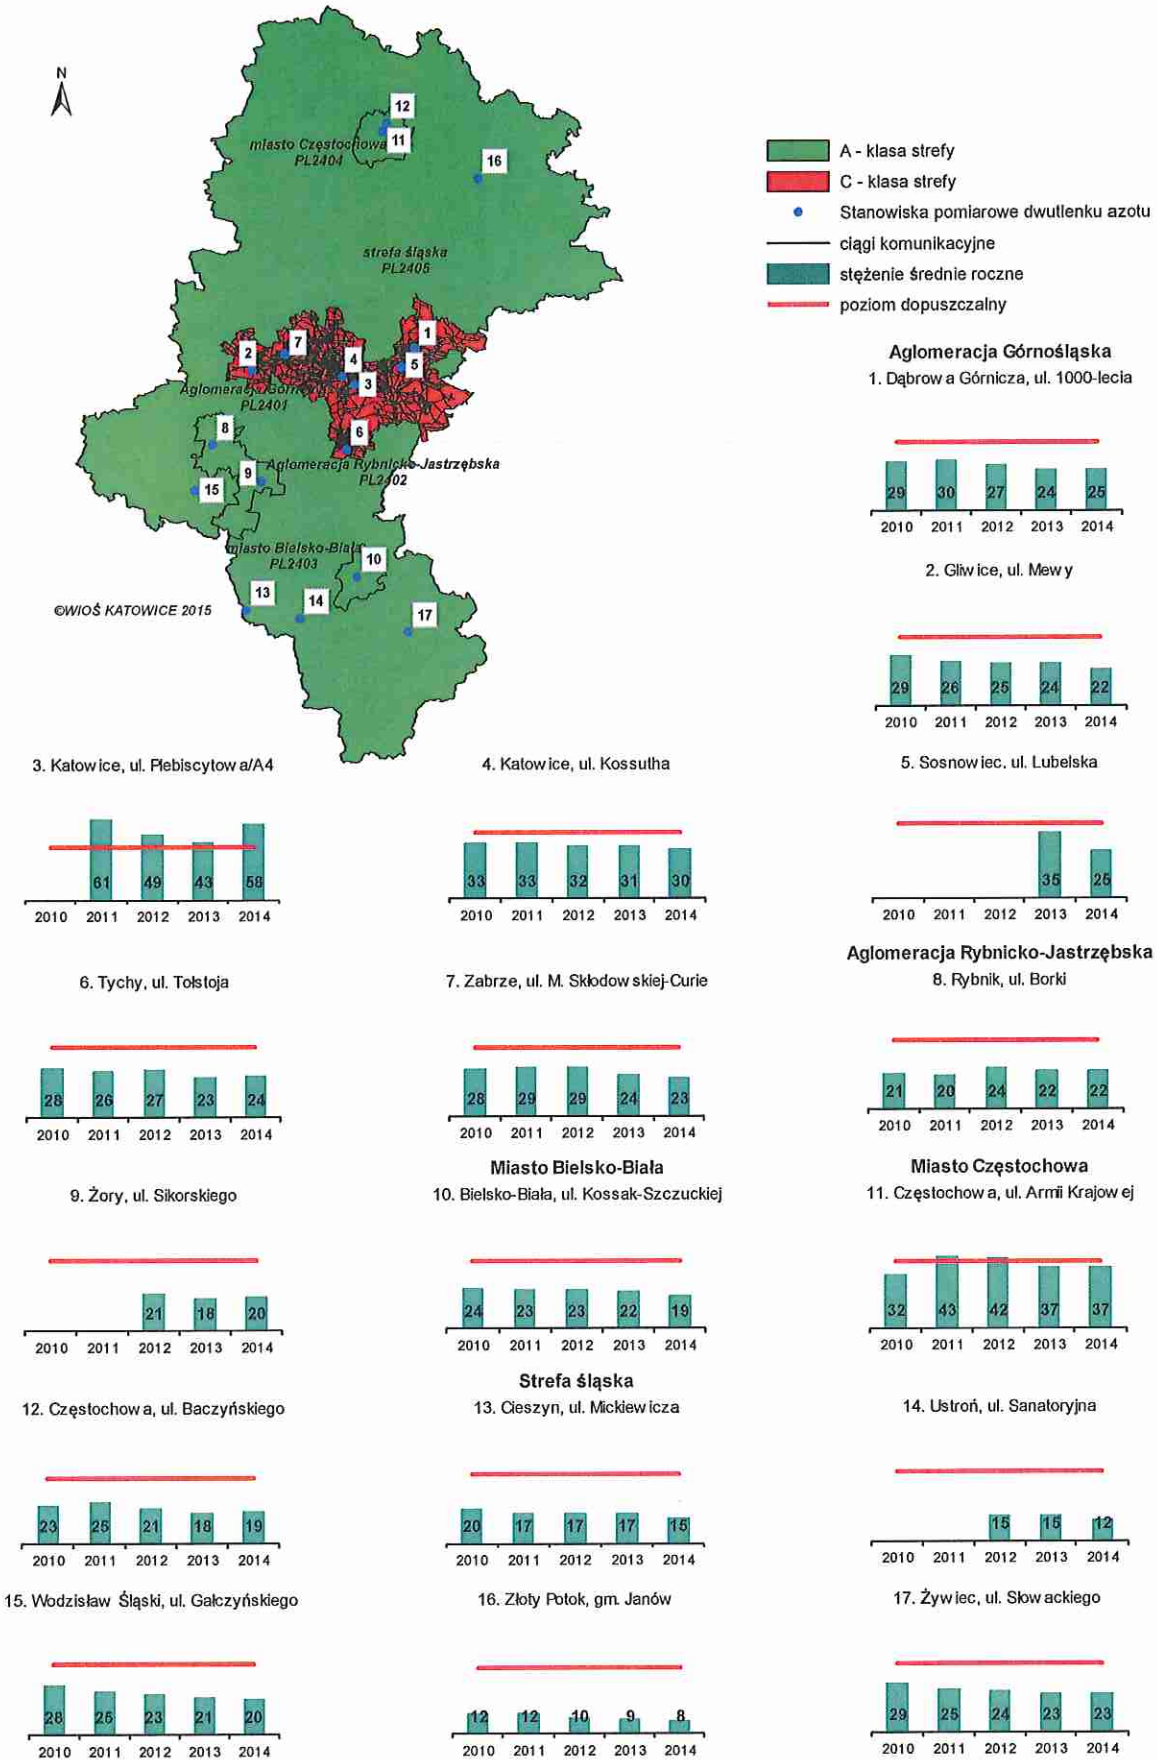 N
12
11
miasto Częstochowa
PL2404
16
strefa śląska
PL2405
1
7
2
4
5
3
Aglomeracja Górno
PL2401
6
8
Aglomeracja Rybnicko-Jastrzębska
PL2402
9
15
miasto Bielsko-Biała
PL2403
10
13
14
17
©WIOŚ KATOWICE 2015
A - klasa strefy
C - klasa strefy
Stanowiska pomiarowe dwutlenku azotu
ciągi komunikacyjne
stężenie średnie roczne
poziom dopuszczalny
Aglomeracja Górnośląska
1. Dąbrowa Górnicza, ul. 1000-lecia
29 30 27 24 25
2010 2011 2012 2013 2014
2. Gliwice, ul. Mewy
29 26 25 24 22
2010 2011 2012 2013 2014
3. Katowice, ul. Plebiscytowa/A4
61 49 43 58
2010 2011 2012 2013 2014
4. Katowice, ul. Kossutha
33 33 32 31 30
2010 2011 2012 2013 2014
5. Sosnowiec. ul. Lubelska
35 25
2010 2011 2012 2013 2014
6. Tychy, ul. Tołstoja
28 26 27 23 24
2010 2011 2012 2013 2014
7. Zabrze, ul. M. Skłodowskiej-Curie
28 29 29 24 23
2010 2011 2012 2013 2014
Aglomeracja Rybnicko-Jastrzębska
8. Rybnik, ul. Borki
21 20 24 22 22
2010 2011 2012 2013 2014
9. Żory, ul. Sikorskiego
21 18 20
2010 2011 2012 2013 2014
Miasto Bielsko-Biała
10. Bielsko-Biała, ul. Kossak-Szczuckiej
24 23 23 22 19
2010 2011 2012 2013 2014
Miasto Częstochowa
11. Częstochowa, ul. Armii Krajowej
32 43 42 37 37
2010 2011 2012 2013 2014
12. Częstochowa, ul. Baczyńskiego
23 25 21 18 19
2010 2011 2012 2013 2014
Strefa śląska
13. Cieszyn, ul. Mickiewicza
20 17 17 17 15
2010 2011 2012 2013 2014
14. Ustroń, ul. Sanatoryjna
15 15 12
2010 2011 2012 2013 2014
15. Wodzisław Śląski, ul. Gałczyńskiego
28 25 23 21 20
2010 2011 2012 2013 2014
16. Złoty Potok, gm. Janów
12 12 10 9 8
2010 2011 2012 2013 2014
17. Żywiec, ul. Słowackiego
29 25 24 23 23
2010 2011 2012 2013 2014